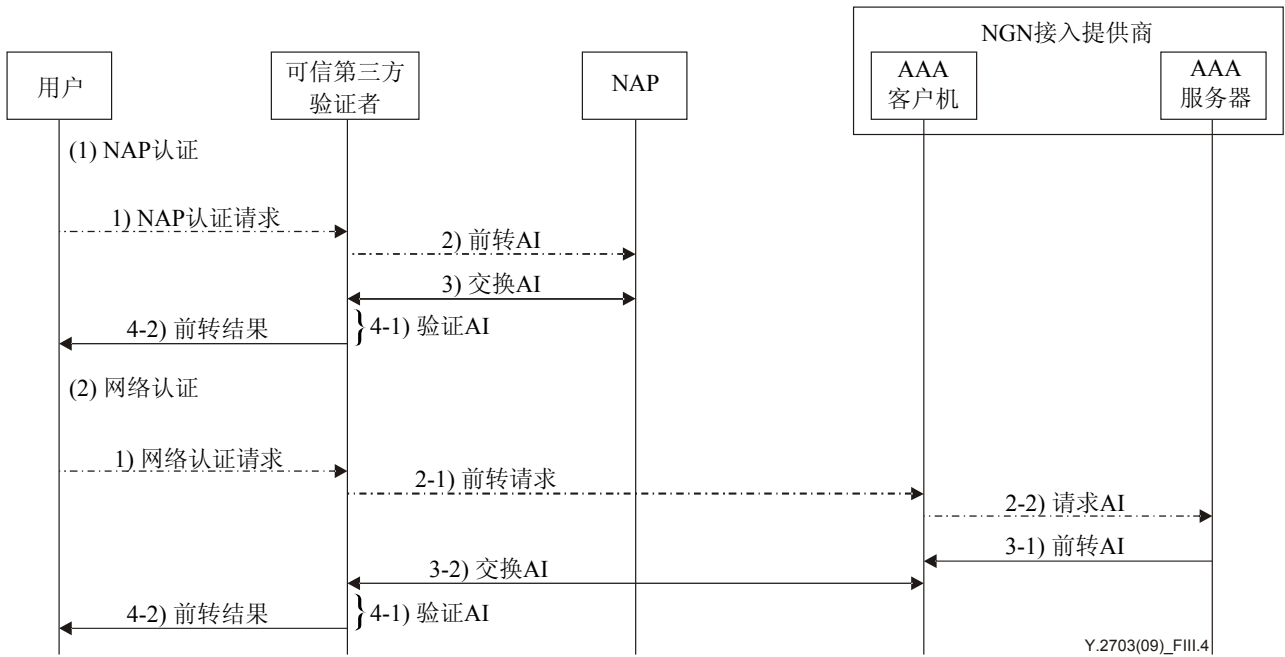 NGN接入提供商
用户
可信第三方
验证者
NAP
AAA
客户机
AAA
服务器
(1) NAP认证
1) NAP认证请求
2) 前转AI
3) 交换AI
4-1) 验证AI
4-2) 前转结果
(2) 网络认证
1) 网络认证请求
2-1) 前转请求
2-2) 请求AI
3-1) 前转AI
3-2) 交换AI
4-1) 验证AI
4-2) 前转结果
Y.2703(09)_FIII.4